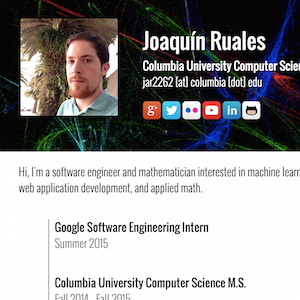 Joaquín Ruales
Columbia University Computer
jar2262 [at] columbia [dot] edu
Hi, I'm a software engineer and mathematician interested in machine
web application development, and applied math.
Google Software Engineering Intern
Summer 2015
Columbia University Computer Science M.S.
Fall 2014 - Fall 2015